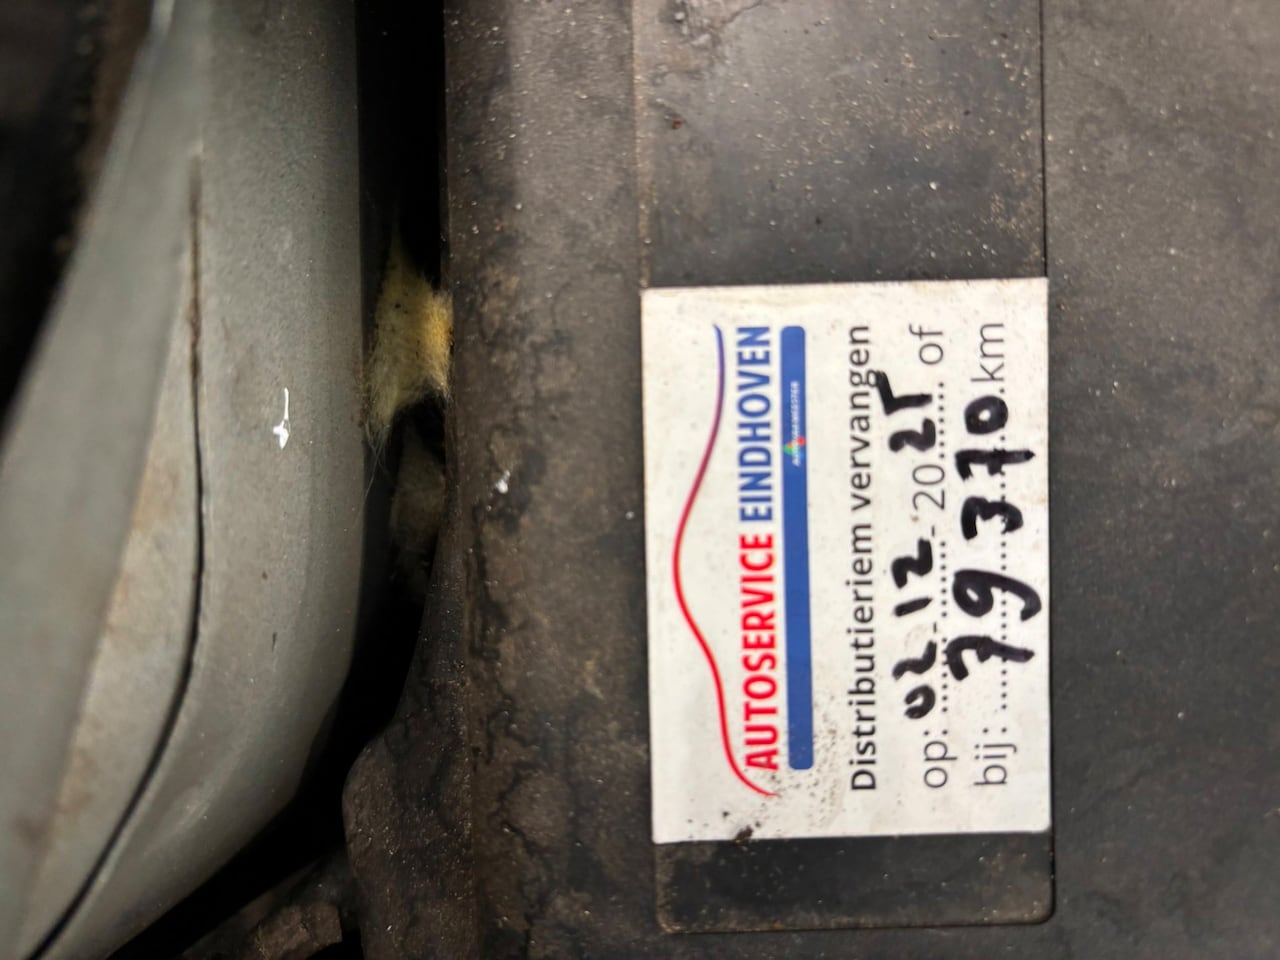 AUTOSERVICE EINDHOVEN
Distributieriem vervangen
op: 02-12-2025 of
bij: 79370 km